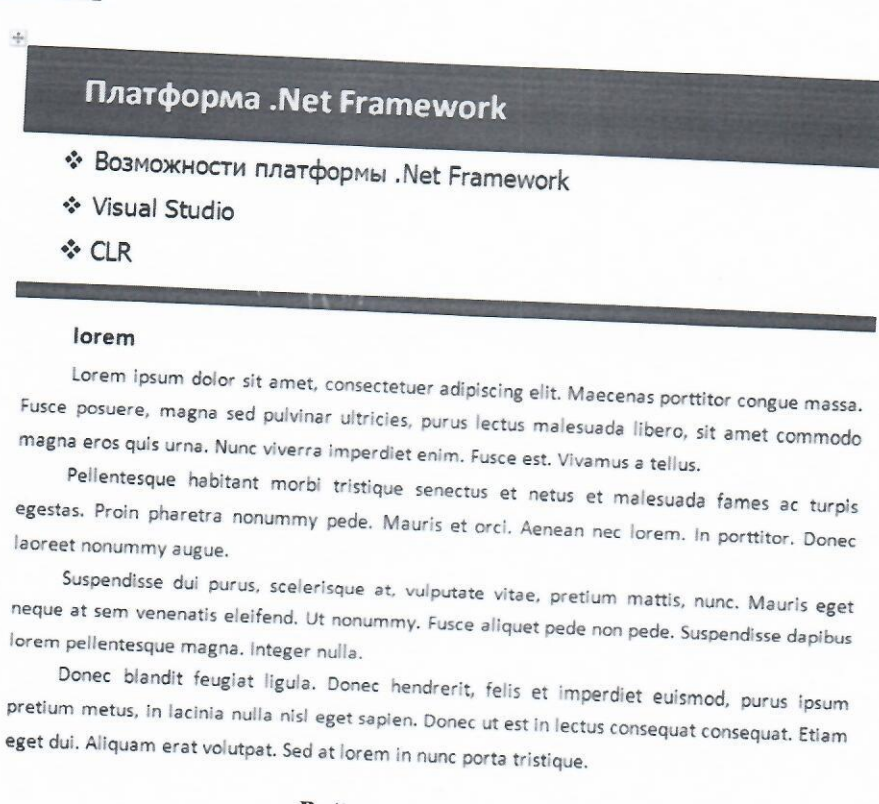 Платформа .Net Framework
❖ Возможности платформы .Net Framework
❖ Visual Studio
❖ CLR
lorem
Lorem ipsum dolor sit amet, consectetuer adipiscing elit. Maecenas porttitor congue massa.
Fusce posuere, magna sed pulvinar ultricies, purus lectus malesuada libero, sit amet commodo
magna eros quis urna. Nunc viverra imperdiet enim. Fusce est. Vivamus a tellus.
Pellentesque habitant morbi tristique senectus et netus et malesuada fames ac turpis
egestas. Proin pharetra nonummy pede. Mauris et orci. Aenean nec lorem. In porttitor. Donec
laoreet nonummy augue.
Suspendisse dui purus, scelerisque at, vulputate vitae, pretium mattis, nunc. Mauris eget
neque at sem venenatis eleifend. Ut nonummy. Fusce aliquet pede non pede. Suspendisse dapibus
lorem pellentesque magna. Integer nulla.
Donec blandit feugiat ligula. Donec hendrerit, felis et imperdiet euismod, purus ipsum
pretium metus, in lacinia nulla nisl eget sapien. Donec ut est in lectus consequat consequat. Etiam
eget dui. Aliquam erat volutpat. Sed at lorem in nunc porta tristique.